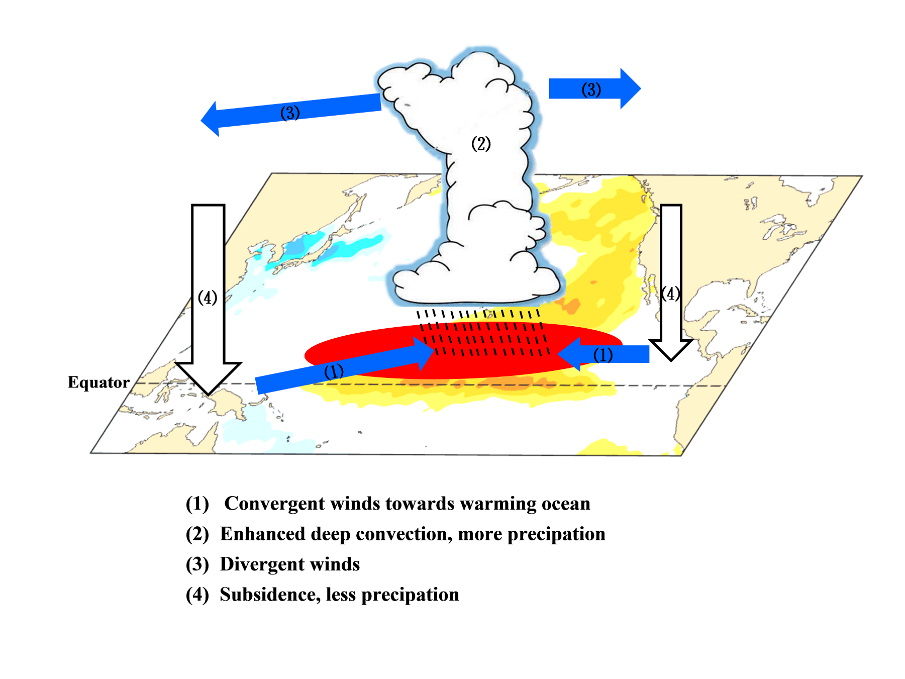 (3)
(3)
(2)
(4)
(4)
(1)
(1)
Equator
(1) Convergent winds towards warming ocean
(2) Enhanced deep convection, more precipation
(3) Divergent winds
(4) Subsidence, less precipation